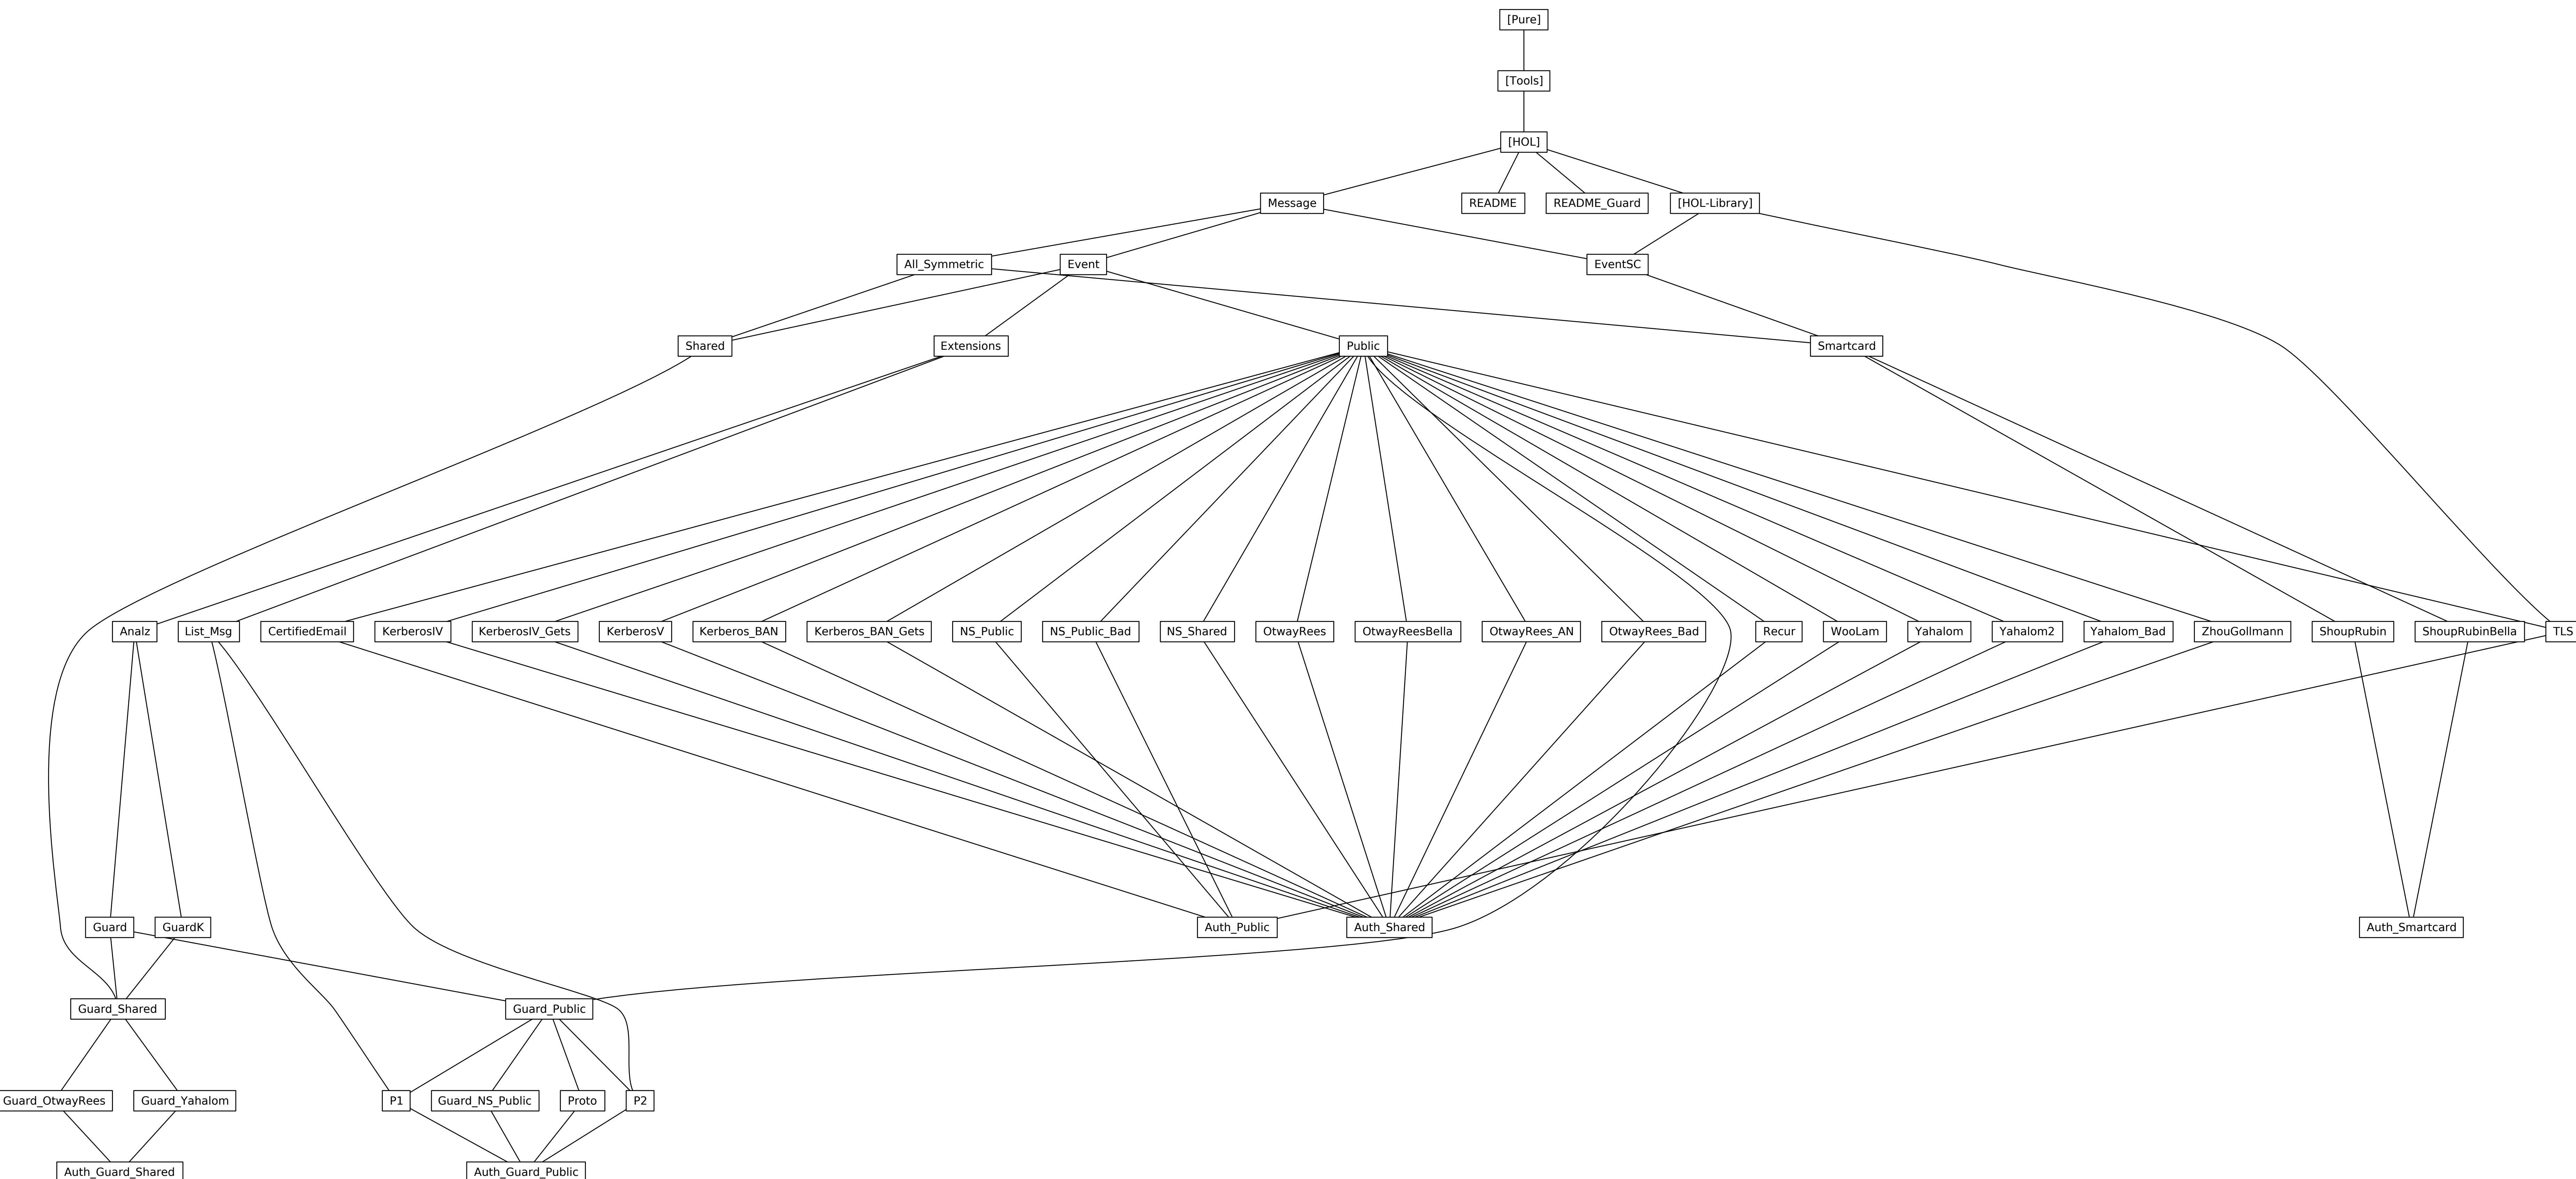 [Pure]
[Tools]
[HOL]
Message
README
README_Guard
[HOL-Library]
All_Symmetric
Event
EventSC
Shared
Extensions
Public
Smartcard
Analz
List_Msg
CertifiedEmail
KerberosIV
KerberosIV_Gets
KerberosV
Kerberos_BAN
Kerberos_BAN_Gets
NS_Public
NS_Public_Bad
NS_Shared
OtwayRees
OtwayReesBella
OtwayRees_AN
OtwayRees_Bad
Recur
WooLam
Yahalom
Yahalom2
Yahalom_Bad
ZhouGollmann
ShoupRubin
ShoupRubinBella
TLS
Guard
GuardK
Auth_Public
Auth_Shared
Auth_Smartcard
Guard_Shared
Guard_Public
Guard_OtwayRees
Guard_Yahalom
P1
Guard_NS_Public
Proto
P2
Auth_Guard_Shared
Auth_Guard_Public